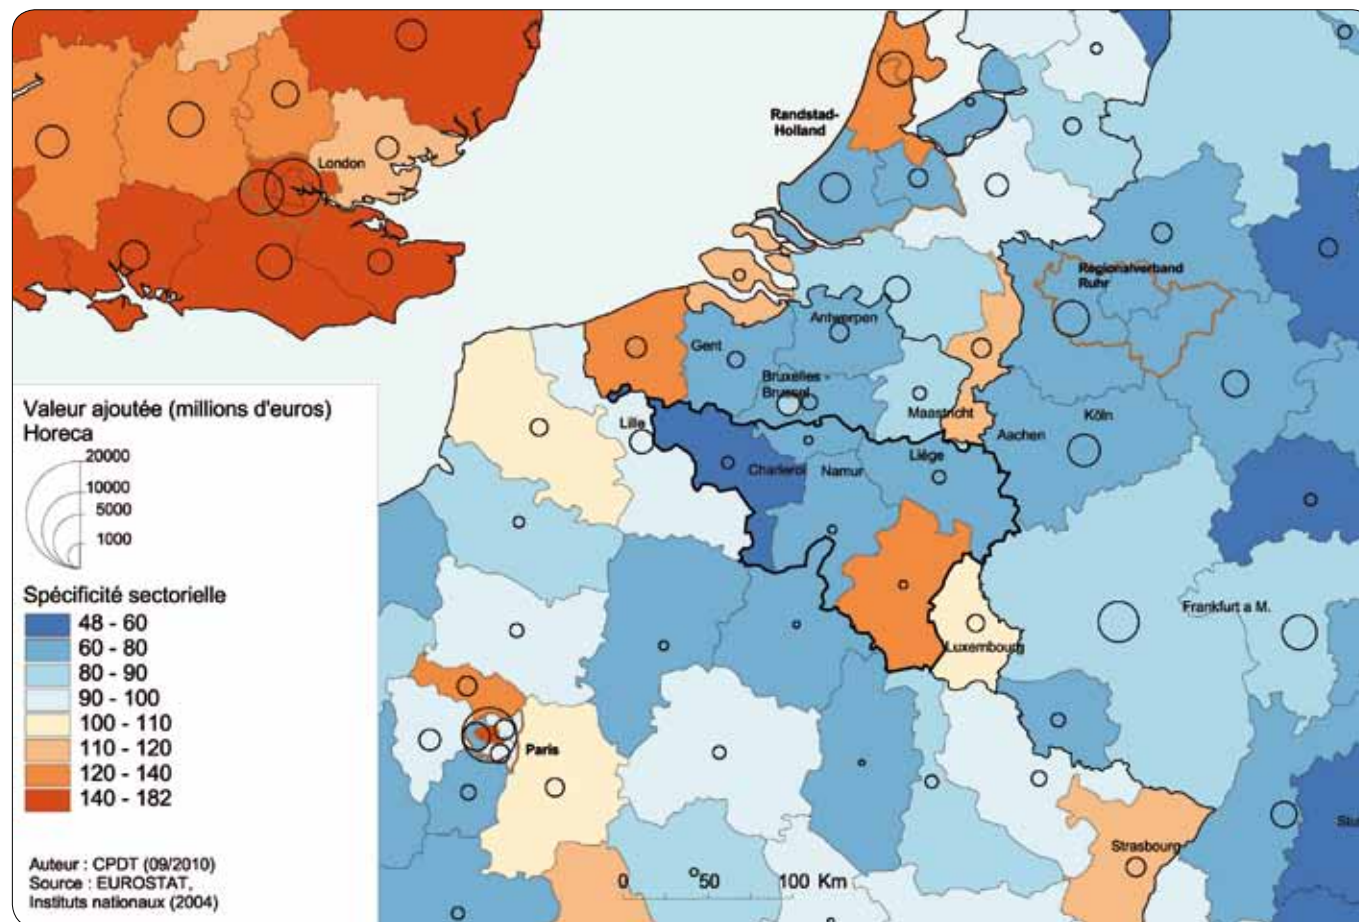 Randstad-
Holland
London
Régionalverband
Ruhr
Antwerpen
Gent
Bruxelles -
Brussel
Maastricht
Aachen
Köln
Lille
Charleroi
Namur
Liége
Frankfurt a M.
Luxembourg
Paris
Strasbourg
Stu
Valeur ajoutée (millions d'euros)
Horeca
20000
10000
5000
1000
Spécificité sectorielle
48 - 60
60 - 80
80 - 90
90 - 100
100 - 110
110 - 120
120 - 140
140 - 182
Auteur : CPDT (09/2010)
Source : EUROSTAT,
Instituts nationaux (2004)
0 50 100 Km